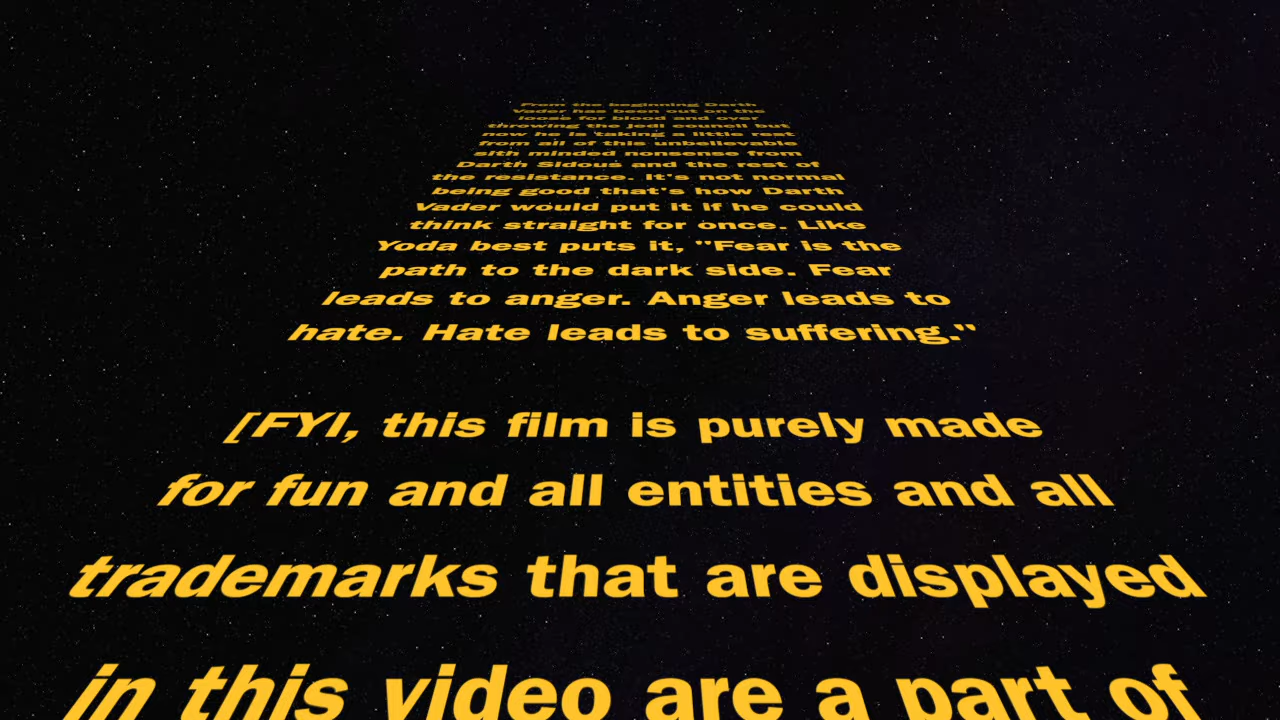 From the beginning Darth
Vader has been out on the
loose for blood and over
throwing the jedi council but
now he is taking a little rest
from all of this unbelievable
sith minded nonsense from
Darth Sidous and the rest of
the resistance. It's not normal
being good that's how Darth
Vader would put it if he could
think straight for once. Like
Yoda best puts it, "Fear is the
path to the dark side. Fear
leads to anger. Anger leads to
hate. Hate leads to suffering."
[FYI, this film is purely made
for fun and all entities and all
trademarks that are displayed
in this video are a part of